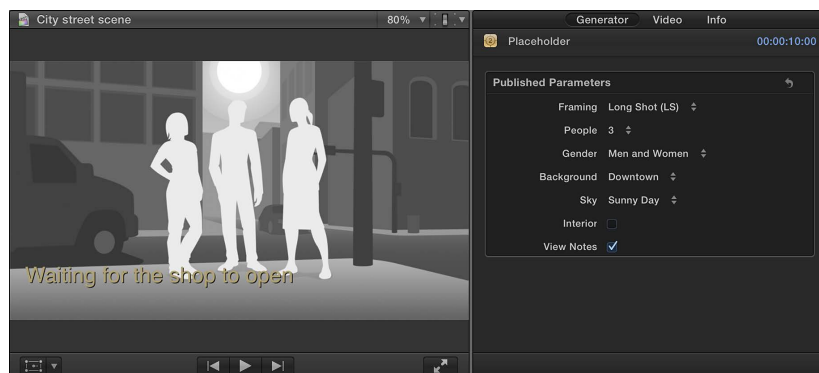 City street scene
80%
Waiting for the shop to open
Generator Video Info
Placeholder 00:00:10:00
Published Parameters
Framing Long Shot (LS)
People 3
Gender Men and Women
Background Downtown
Sky Sunny Day
Interior
View Notes